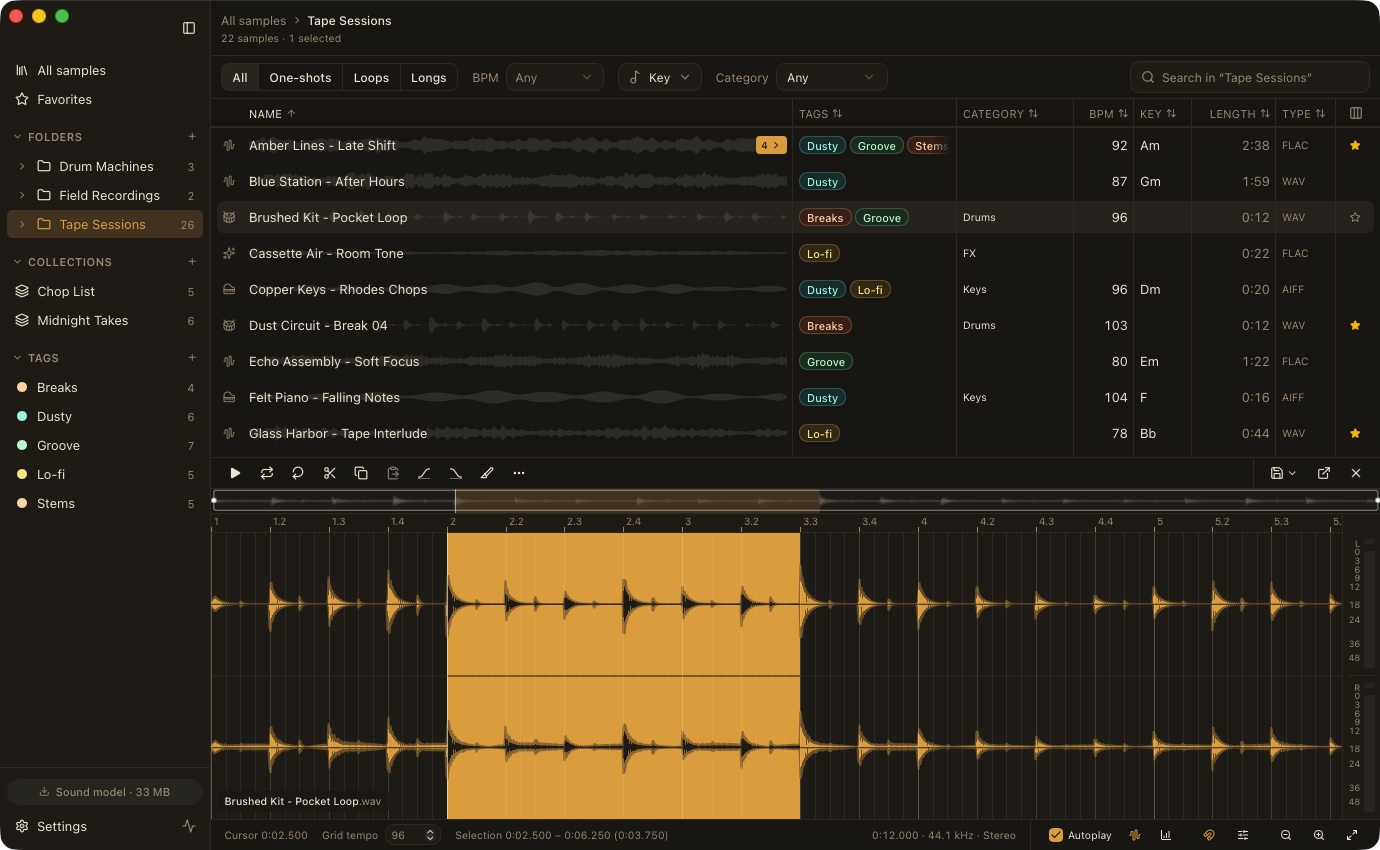 All samples › Tape Sessions
22 samples · 1 selected
All samples
Favorites
FOLDERS
Drum Machines 3
Field Recordings 2
Tape Sessions 26
COLLECTIONS
Chop List 5
Midnight Takes 6
TAGS
Breaks 4
Dusty 6
Groove 7
Lo-fi 5
Stems 5
Sound model · 33 MB
Settings
All One-shots Loops Longs BPM Any Key Category Any Search in “Tape Sessions”
NAME TAGS CATEGORY BPM KEY LENGTH TYPE
Amber Lines - Late Shift 4 Dusty Groove Stems 92 Am 2:38 FLAC
Blue Station - After Hours Dusty 87 Gm 1:59 WAV
Brushed Kit - Pocket Loop Breaks Groove Drums 96 0:12 WAV
Cassette Air - Room Tone Lo-fi FX 0:22 FLAC
Copper Keys - Rhodes Chops Dusty Lo-fi Keys 96 Dm 0:20 AIFF
Dust Circuit - Break 04 Breaks Drums 103 0:12 WAV
Echo Assembly - Soft Focus Groove 80 Em 1:22 FLAC
Felt Piano - Falling Notes Dusty Keys 104 F 0:16 AIFF
Glass Harbor - Tape Interlude Lo-fi 78 Bb 0:44 WAV
1 1.2 1.3 1.4 2 2.2 2.3 2.4 3 3.2 3.3 3.4 4 4.2 4.3 4.4 5 5.2 5.3 5.
L
0
3
6
9
12
18
24
36
48
R
0
3
6
9
12
18
24
36
48
Brushed Kit - Pocket Loop.wav
Cursor 0:02.500 Grid tempo 96 Selection 0:02.500 – 0:06.250 (0:03.750) 0:12.000 · 44.1 kHz · Stereo Autoplay